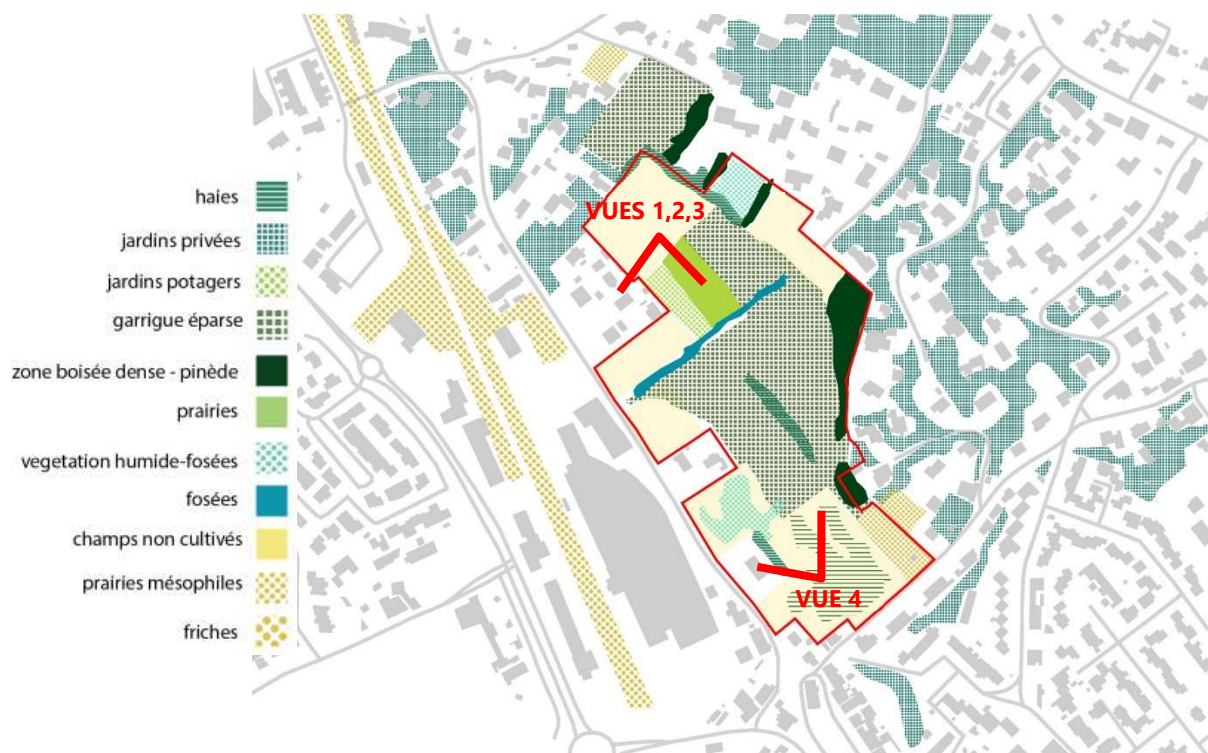 haies
jardins privées
jardins potagers
garrigue éparse
zone boisée dense - pinède
prairies
vegetation humide-fosées
fosées
champs non cultivés
prairies mésophiles
friches
VUES 1,2,3
VUE 4